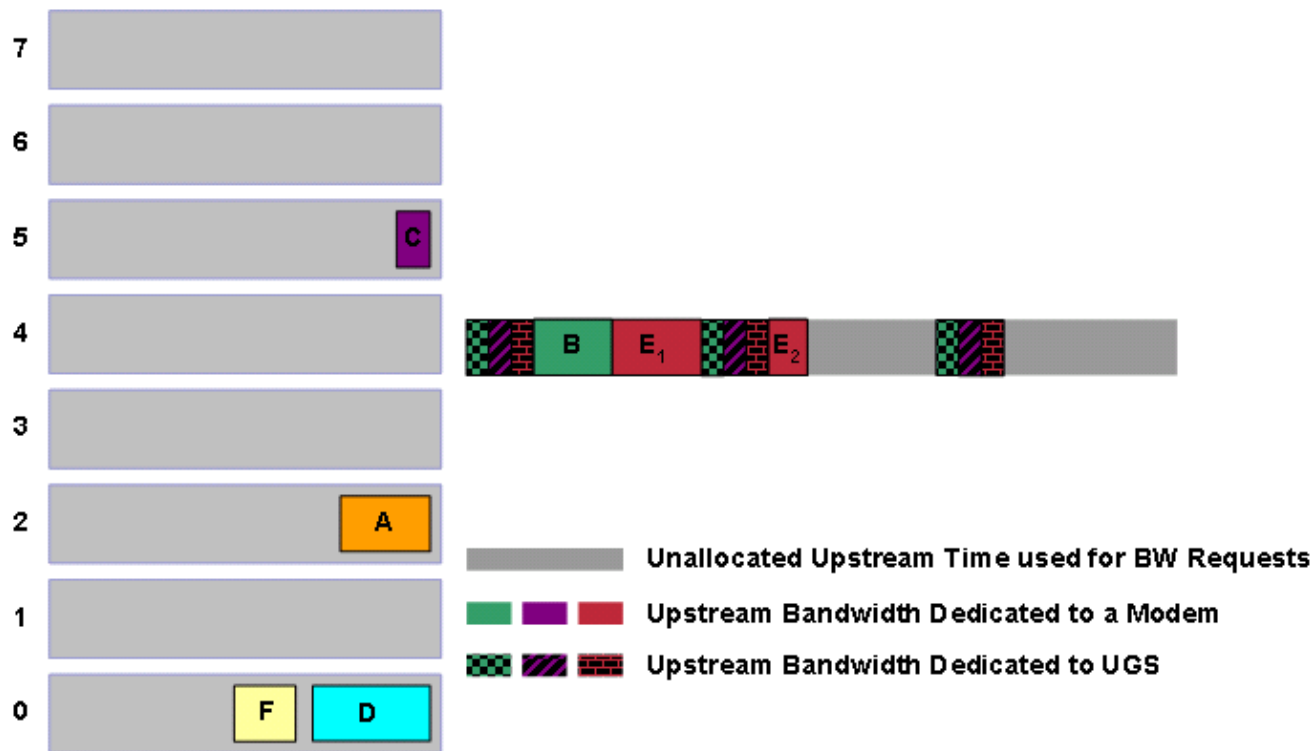 7
6
5
C
4
B E₁ E₂
3
2
A
Unallocated Upstream Time used for BW Requests
1
Upstream Bandwidth Dedicated to a Modem
Upstream Bandwidth Dedicated to UGS
0
F D